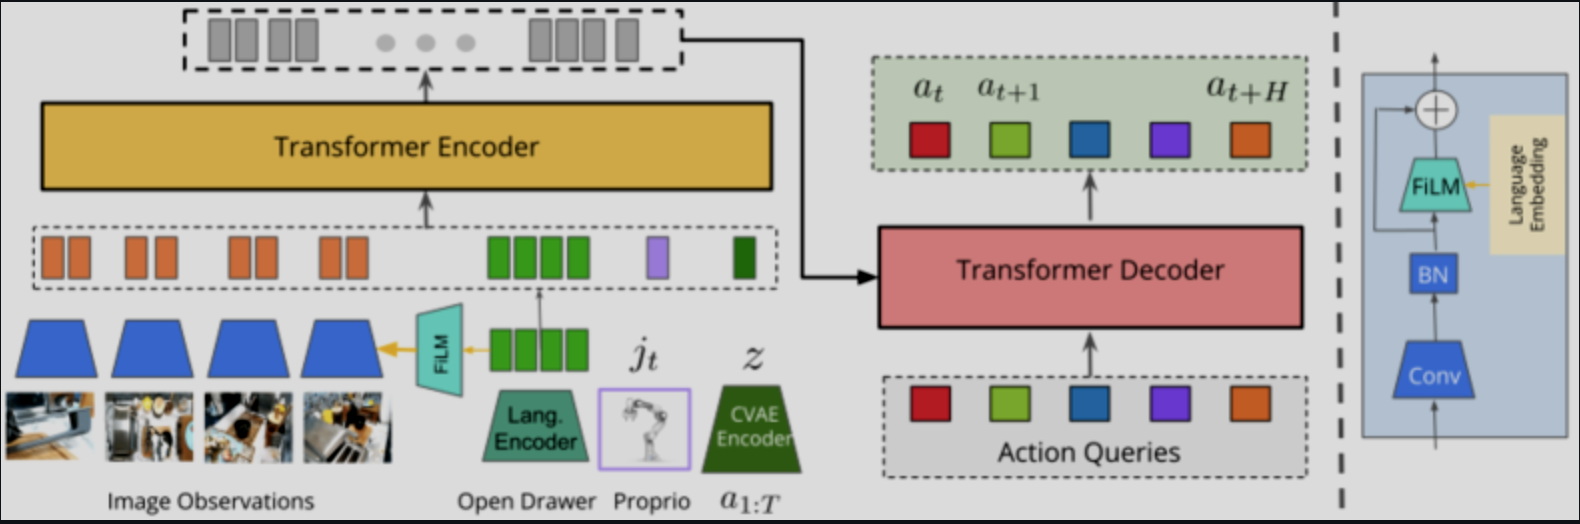 Transformer Encoder
FiLM
Lang.
Encoder
j_t
z
CVAE
Encoder
Image Observations
Open Drawer
Proprio
a_{1:T}
a_t
a_{t+1}
a_{t+H}
Transformer Decoder
Action Queries
+
FiLM
Language
Embedding
BN
Conv